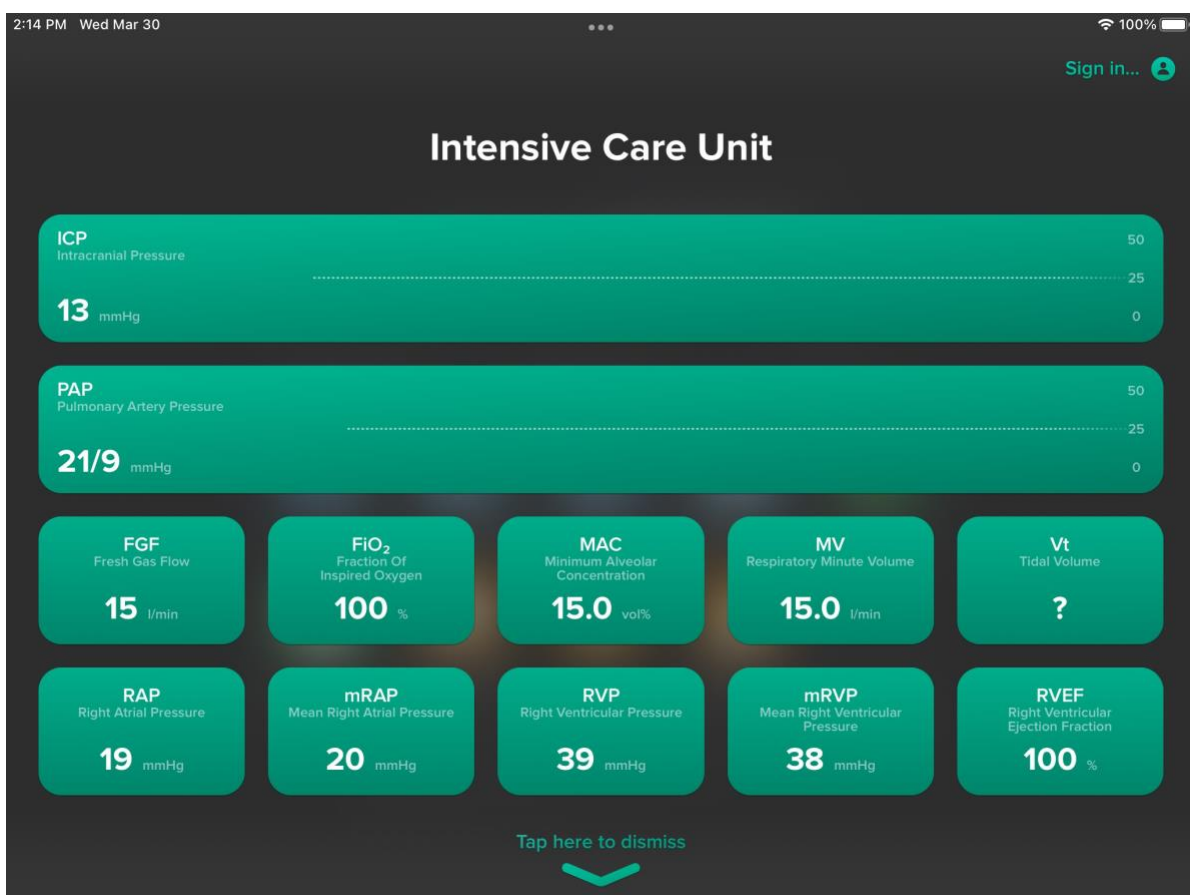 2:14 PM Wed Mar 30
100%
Sign in...
Intensive Care Unit
ICP
Intracranial Pressure
13 mmHg
50
25
0
PAP
Pulmonary Artery Pressure
21/9 mmHg
50
25
0
FGF
Fresh Gas Flow
15 l/min
FiO₂
Fraction Of
Inspired Oxygen
100 %
MAC
Minimum Alveolar
Concentration
15.0 vol%
MV
Respiratory Minute Volume
15.0 l/min
Vt
Tidal Volume
?
RAP
Right Atrial Pressure
19 mmHg
mRAP
Mean Right Atrial Pressure
20 mmHg
RVP
Right Ventricular Pressure
39 mmHg
mRVP
Mean Right Ventricular
Pressure
38 mmHg
RVEF
Right Ventricular
Ejection Fraction
100 %
Tap here to dismiss